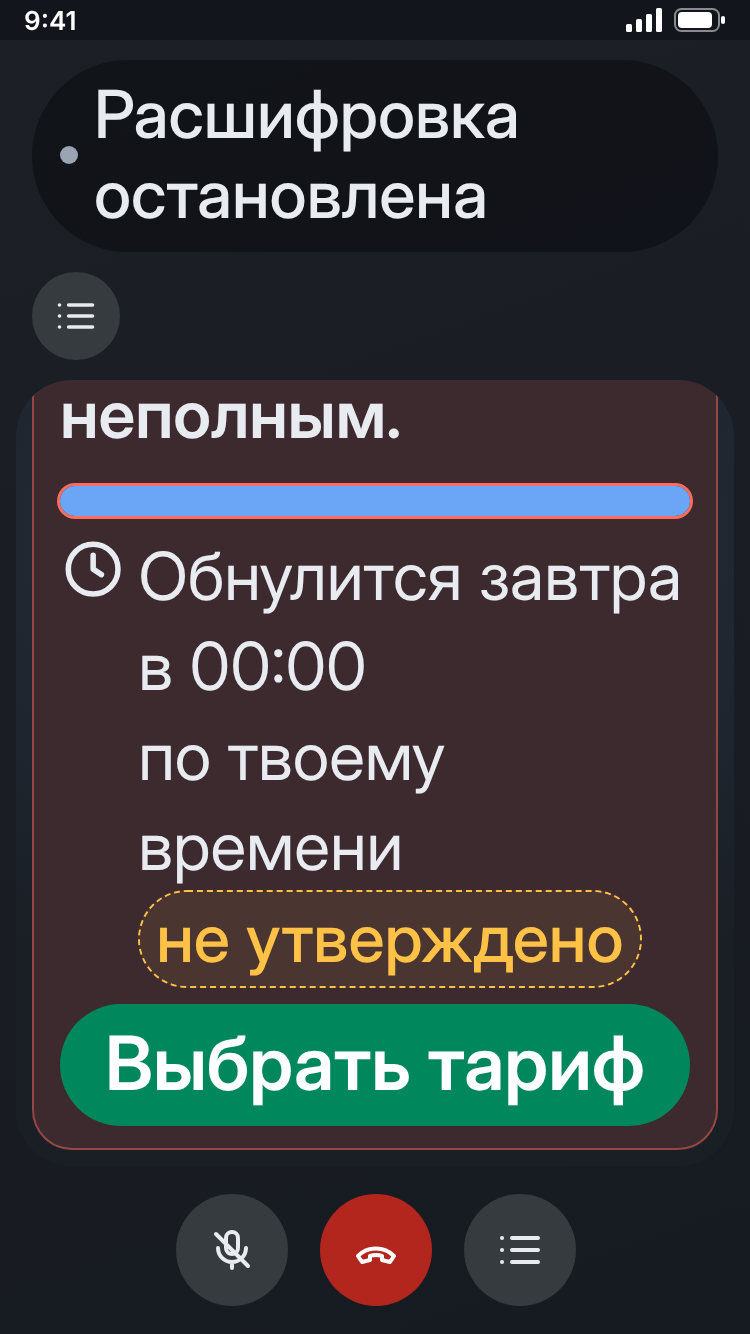 9:41
Расшифровка
остановлена
неполным.
Обнулится завтра
в 00:00
по твоему
времени
не утверждено
Выбрать тариф